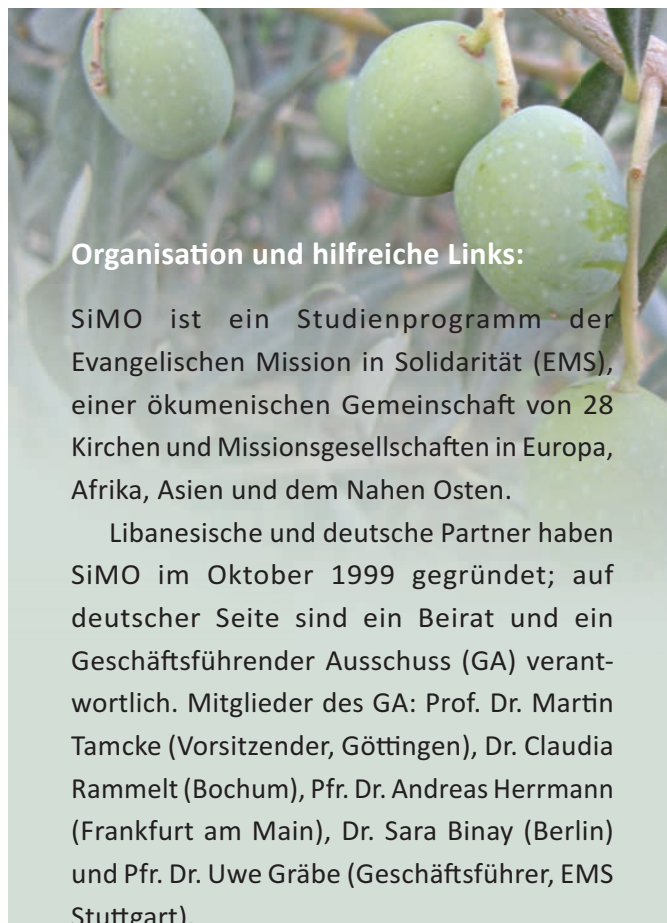 Organisation und hilfreiche Links:
SiMO ist ein Studienprogramm der
Evangelischen Mission in Solidarität (EMS),
einer ökumenischen Gemeinschaft von 28
Kirchen und Missionsgesellschaften in Europa,
Afrika, Asien und dem Nahen Osten.
Libanesische und deutsche Partner haben
SiMO im Oktober 1999 gegründet; auf
deutscher Seite sind ein Beirat und ein
Geschäftsführender Ausschuss (GA) verant-
wortlich. Mitglieder des GA: Prof. Dr. Martin
Tamcke (Vorsitzender, Göttingen), Dr. Claudia
Rammelt (Bochum), Pfr. Dr. Andreas Herrmann
(Frankfurt am Main), Dr. Sara Binay (Berlin)
und Pfr. Dr. Uwe Gräbe (Geschäftsführer, EMS
Stuttgart).